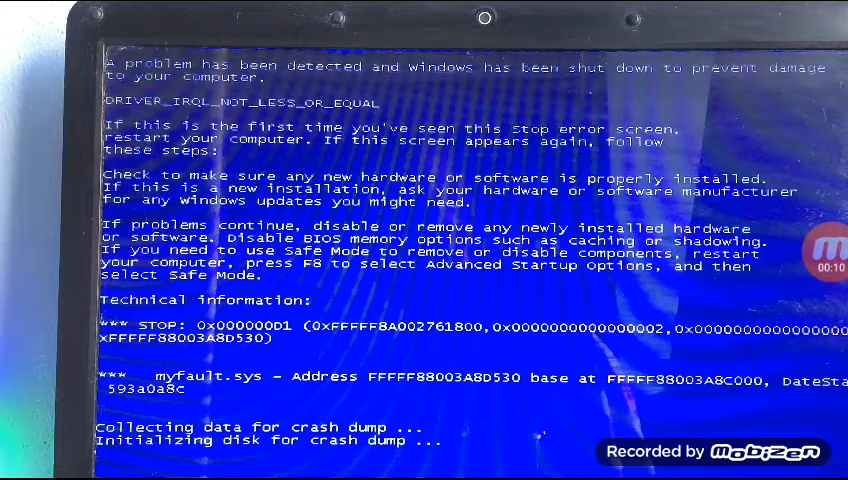 A problem has been detected and windows has been shut down to prevent damage
to your computer.
DRIVER_IRQL_NOT_LESS_OR_EQUAL
If this is the first time you've seen this Stop error screen,
restart your computer. If this screen appears again, follow
these steps:
Check to make sure any new hardware or software is properly installed.
If this is a new installation, ask your hardware or software manufacturer
for any windows updates you might need.
If problems continue, disable or remove any newly installed hardware
or software. Disable BIOS memory options such as caching or shadowing.
If you need to use Safe Mode to remove or disable components, restart
your computer, press F8 to select Advanced Startup Options, and then
select Safe Mode.
Technical information:
*** STOP: 0x000000D1 (0xFFFFF8A002761800,0x0000000000000002,0x0000000000000000
xFFFFF88003A8D530)
*** myfault.sys - Address FFFFF88003A8D530 base at FFFFF88003A8C000, DateSta
593a0a8c
Collecting data for crash dump ...
Initializing disk for crash dump ...
00:10
Recorded by mobizen